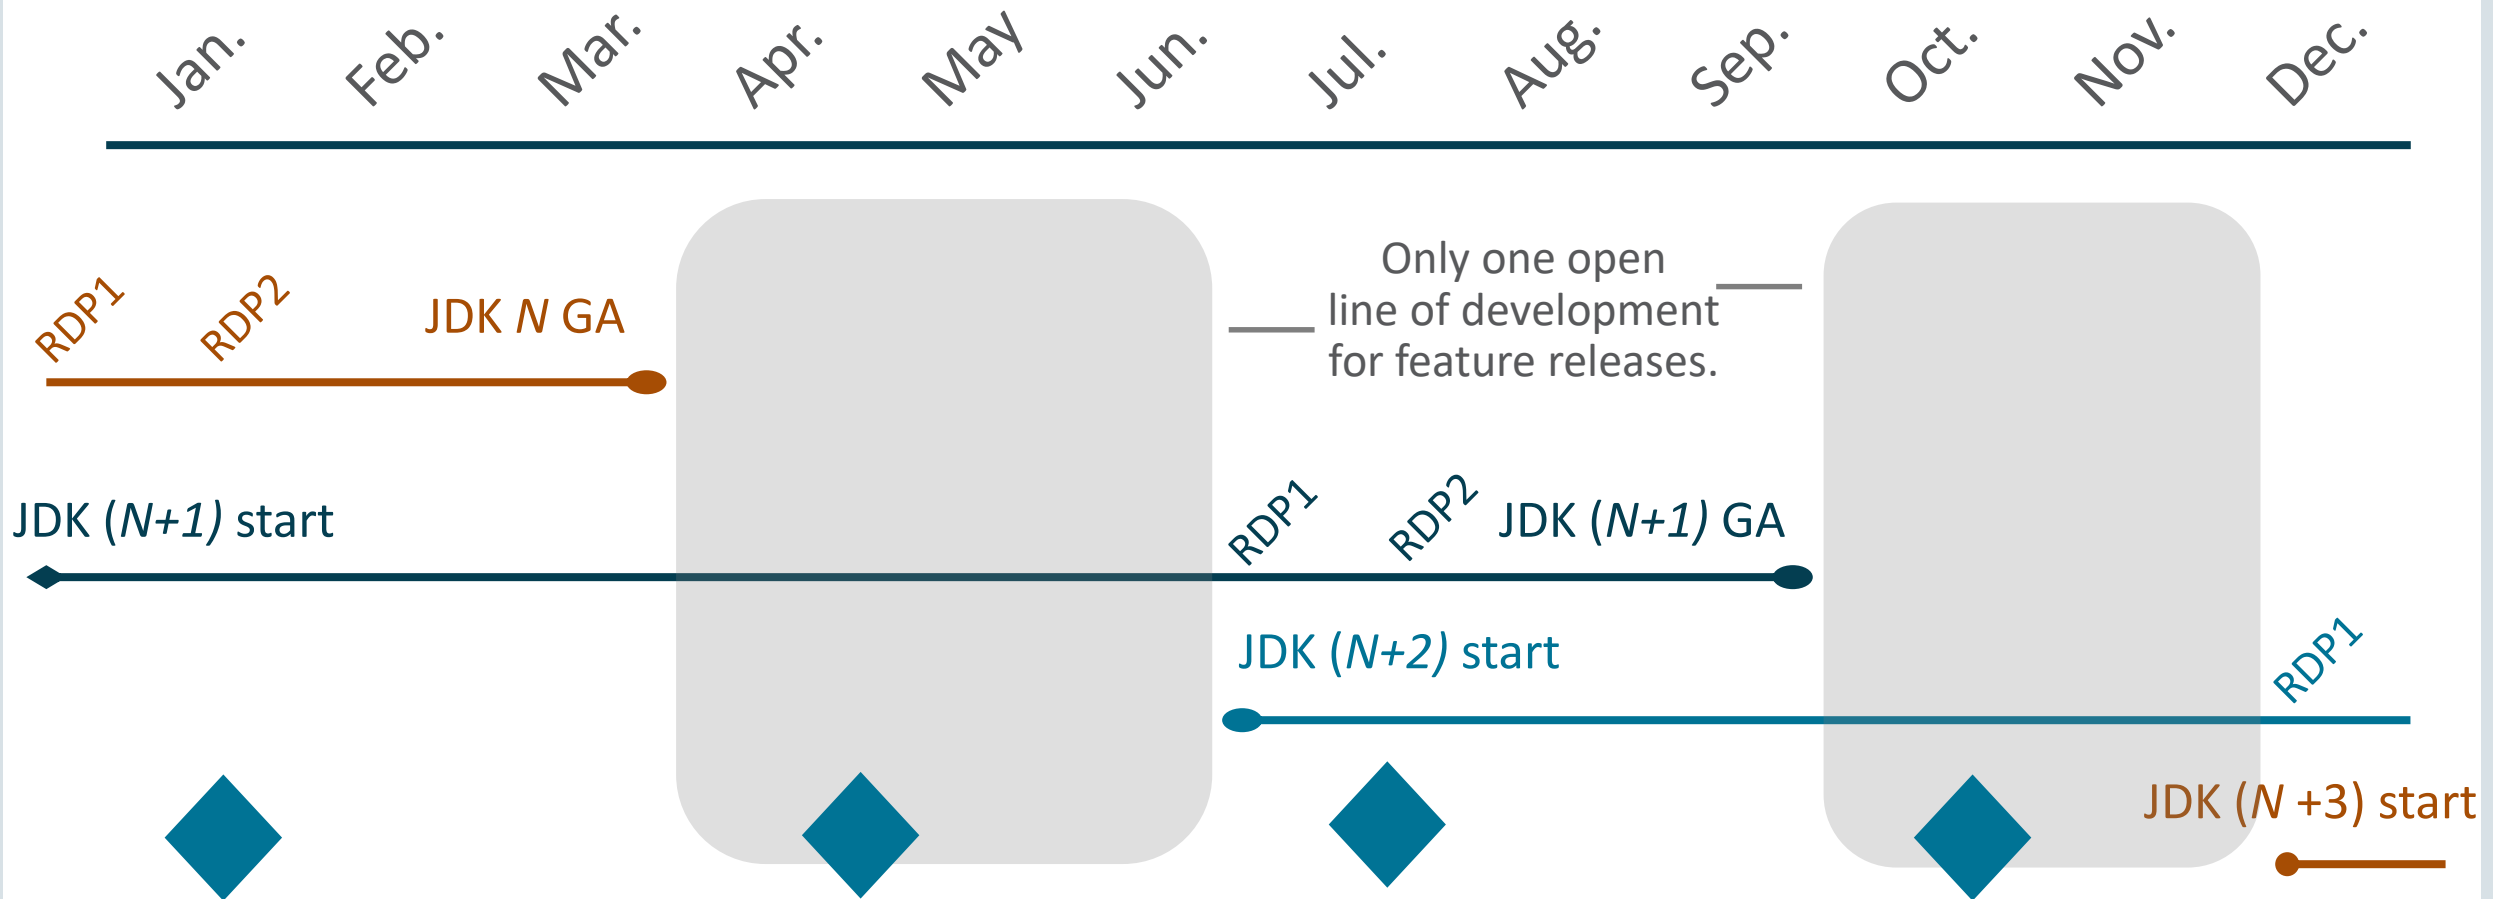 Jan. Feb. Mar. Apr. May Jun. Jul. Aug. Sep. Oct. Nov. Dec.
Only one open
line of development
for feature releases.
RDP1 RDP2 JDK N GA
JDK (N+1) start
RDP1 RDP2 JDK (N+1) GA
JDK (N+2) start
RDP1
JDK (N +3) start